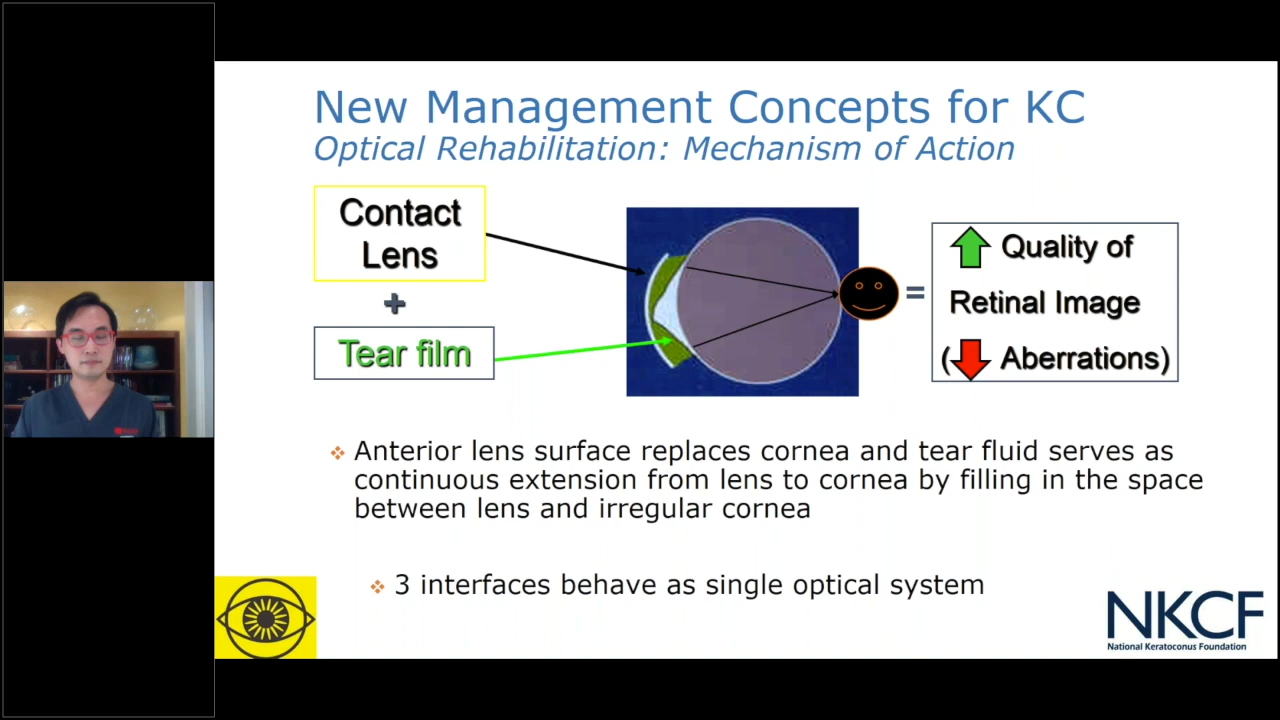 New Management Concepts for KC
Optical Rehabilitation: Mechanism of Action
Contact
Lens
+
Tear film
=
Quality of
Retinal Image
( Aberrations)
Anterior lens surface replaces cornea and tear fluid serves as
continuous extension from lens to cornea by filling in the space
between lens and irregular cornea
3 interfaces behave as single optical system
NKCF
National Keratoconus Foundation